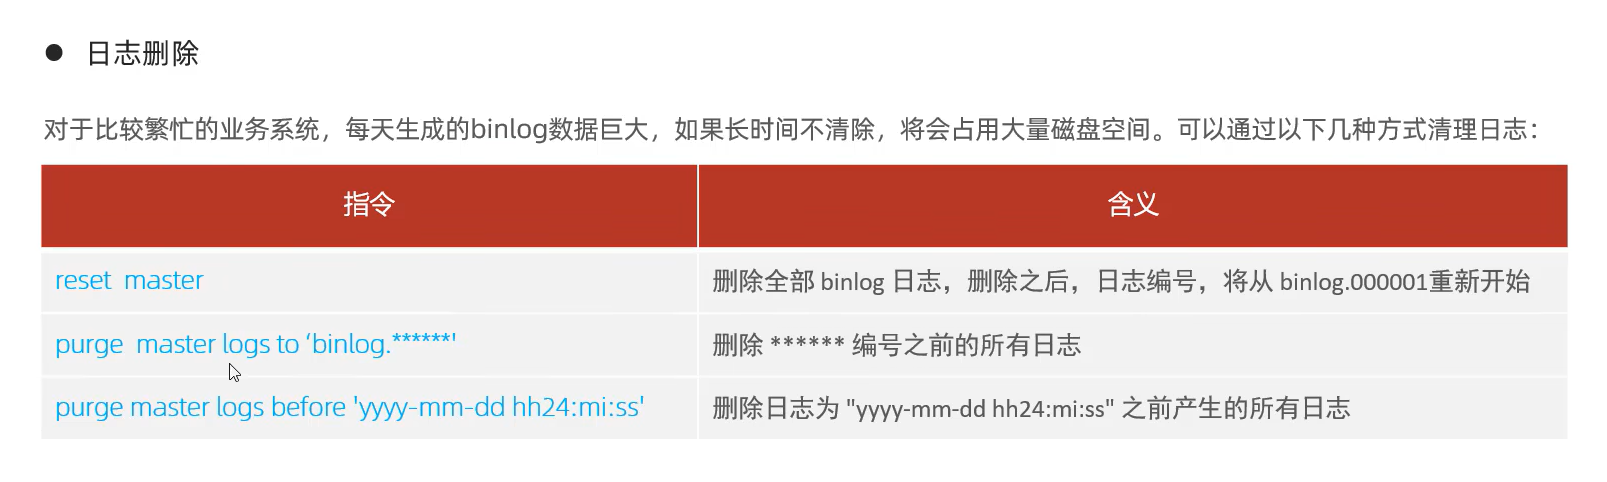 ● 日志删除
对于比较繁忙的业务系统，每天生成的binlog数据巨大，如果长时间不清除，将会占用大量磁盘空间。可以通过以下几种方式清理日志：
指令 含义
reset master 删除全部 binlog 日志，删除之后，日志编号，将从 binlog.000001重新开始
purge master logs to ‘binlog.******' 删除 ****** 编号之前的所有日志
purge master logs before 'yyyy-mm-dd hh24:mi:ss' 删除日志为 "yyyy-mm-dd hh24:mi:ss" 之前产生的所有日志